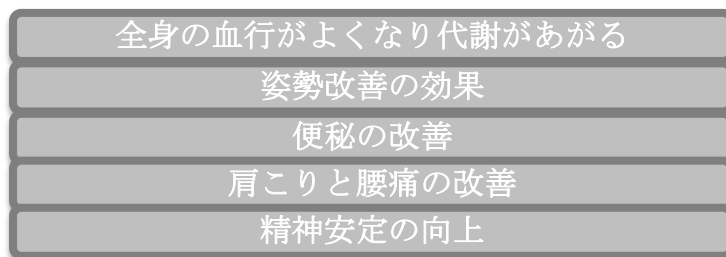 全身の血行がよくなり代謝があがる
姿勢改善の効果
便秘の改善
肩こりと腰痛の改善
精神安定の向上